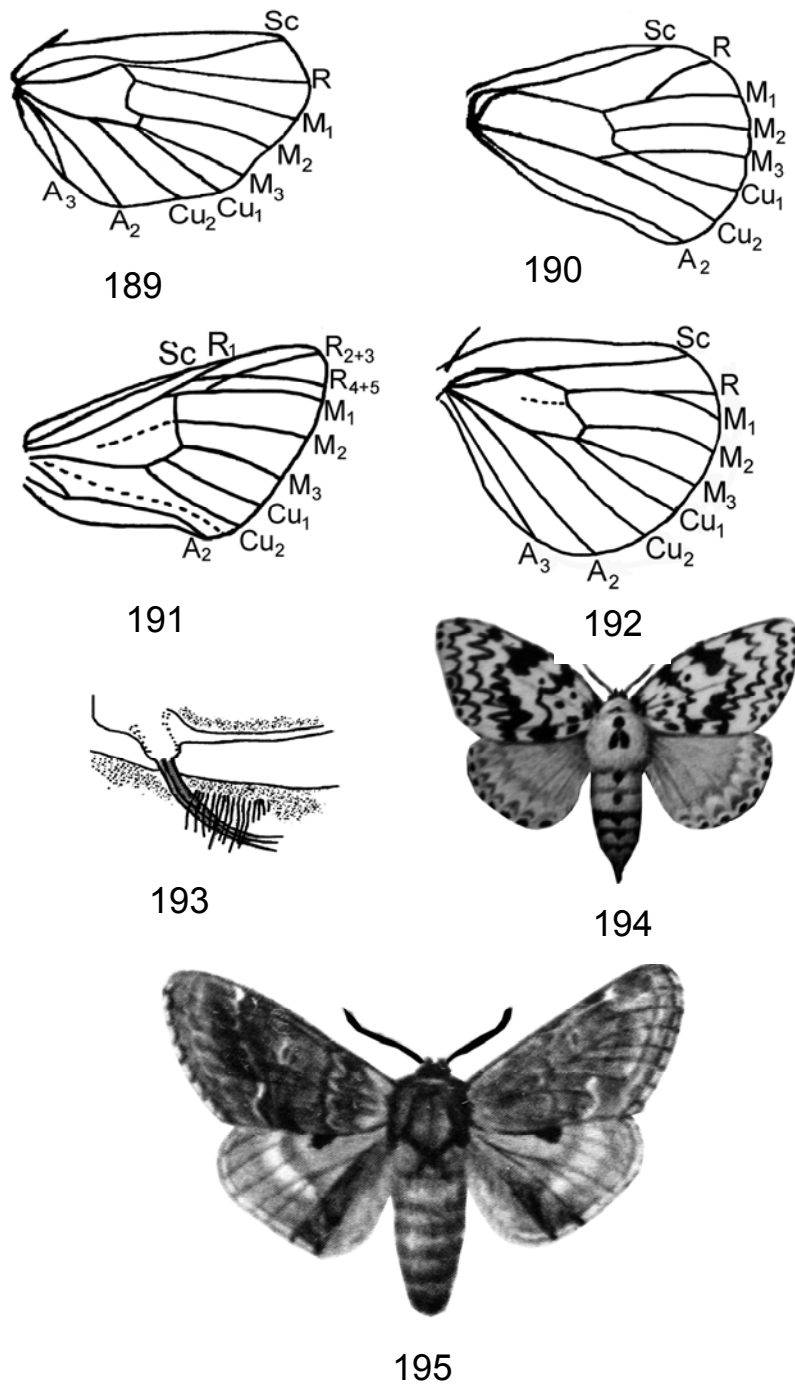 Sc
R
M₁
M₂
M₃
Cu₁
Cu₂
A₂
A₃
189
Sc
R
M₁
M₂
M₃
Cu₁
Cu₂
A₂
190
Sc
R₁
R₂₊₃
R₄₊₅
M₁
M₂
M₃
Cu₁
Cu₂
A₂
191
Sc
R
M₁
M₂
M₃
Cu₁
Cu₂
A₂
A₃
192
193
194
195